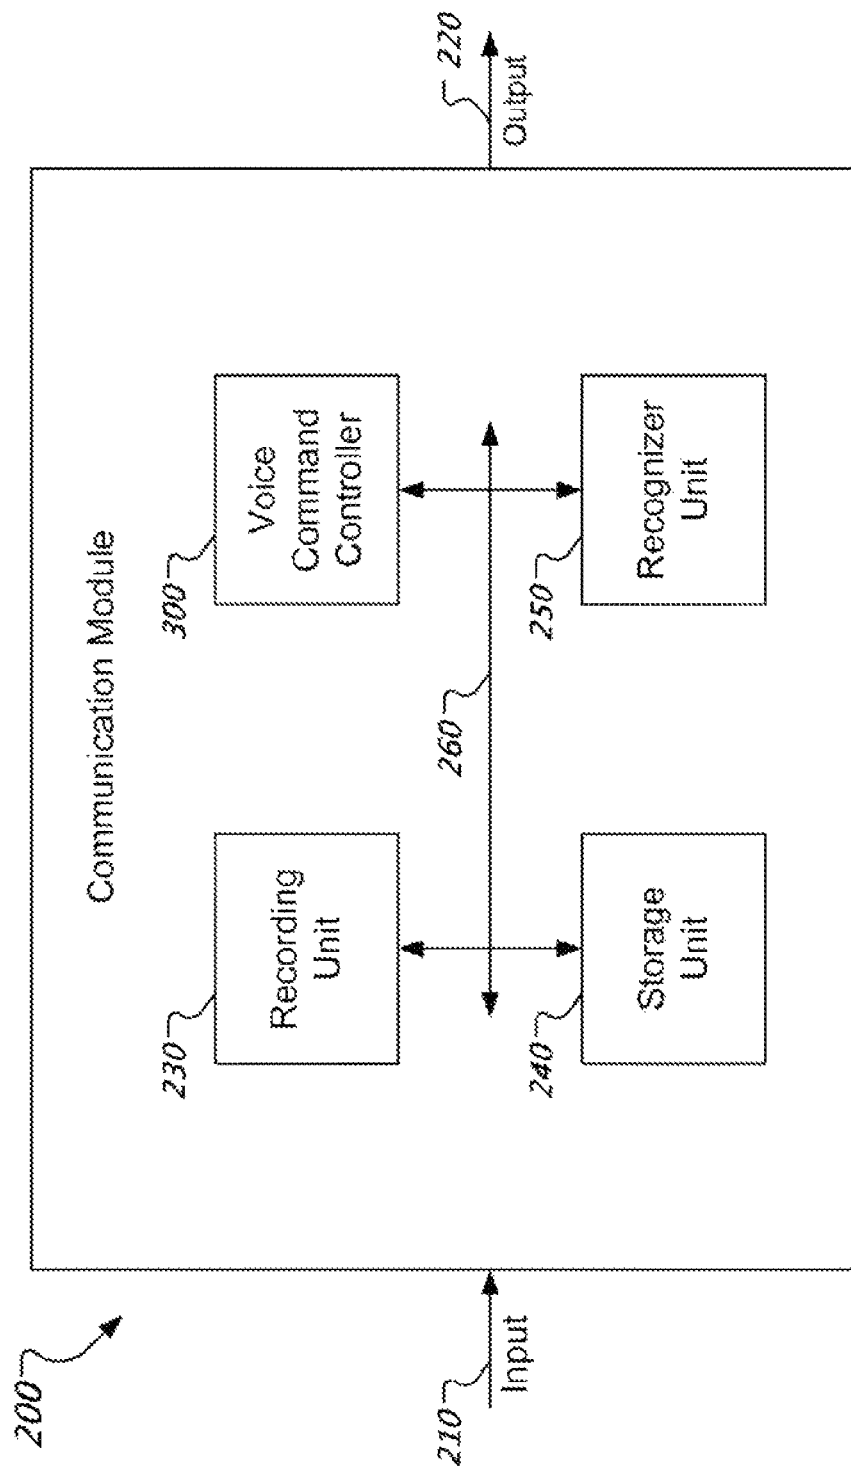 200
Communication Module
230
Recording
Unit
300
Voice
Command
Controller
210
Input
260
220
Output
240
Storage
Unit
250
Recognizer
Unit